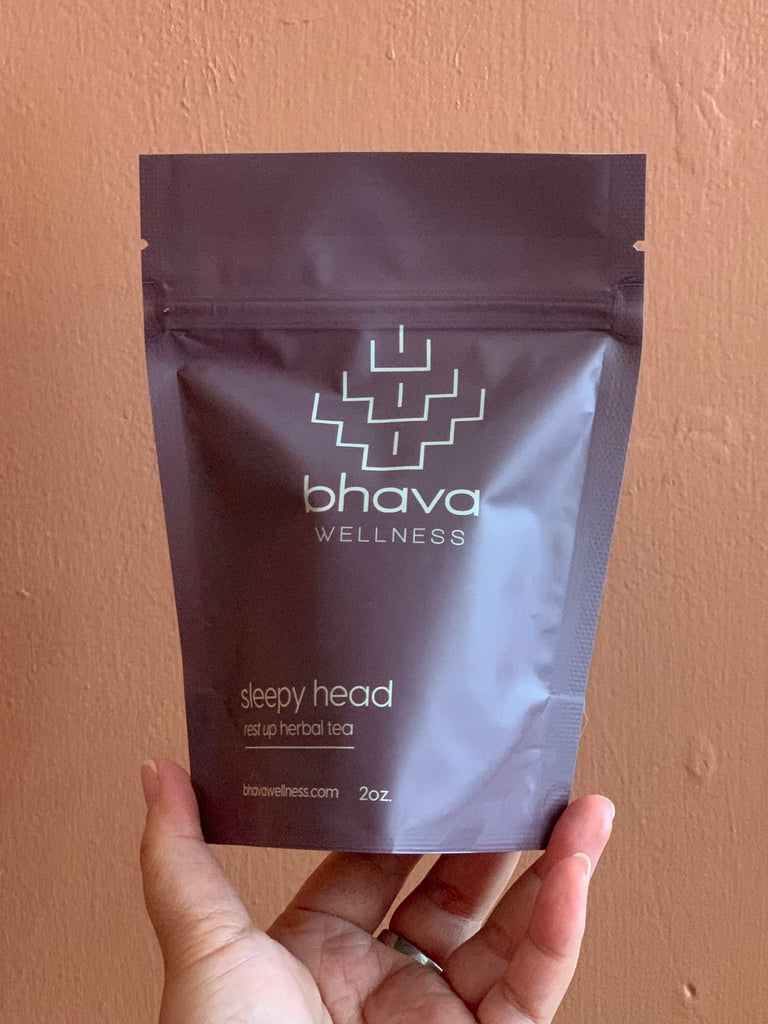 bhava
WELLNESS
sleepy head
rest up herbal tea
bhavawellness.com 2oz.